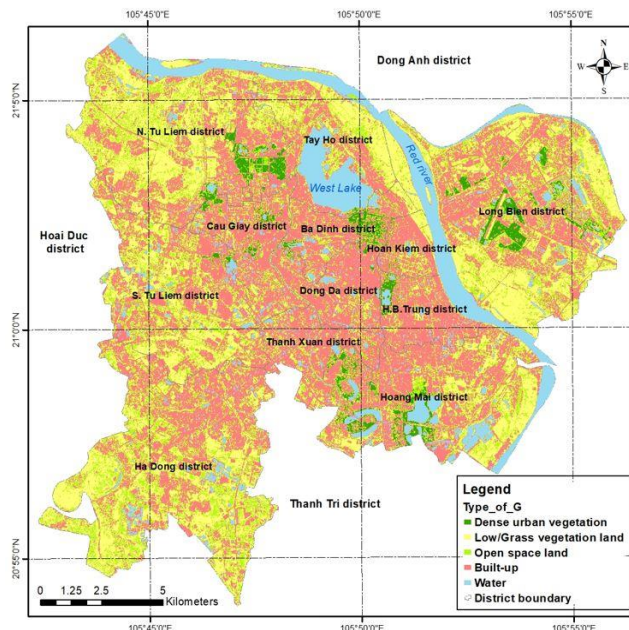 105°45'0"E 105°50'0"E 105°55'0"E
Dong Anh district
N
W E
S
21°5'0"
N. Tu Liem district
Tay Ho district
Red river
West Lake
Long Bien district
Cau Giay district
Ba Dinh district
Hoai Duc
district
Hoan Kiem district
Dong Da district
S. Tu Liem district
H.B.Trung district
21°0'0"N
Thanh Xuan district
Hoang Mai district
Ha Dong district
Thanh Tri district
Legend
Type_of_G
Dense urban vegetation
Low/Grass vegetation land
Open space land
Built-up
Water
District boundary
20°55'0"N
0 1.25 2.5 5
Kilometers
105°45'0"E 105°50'0"E 105°55'0"E